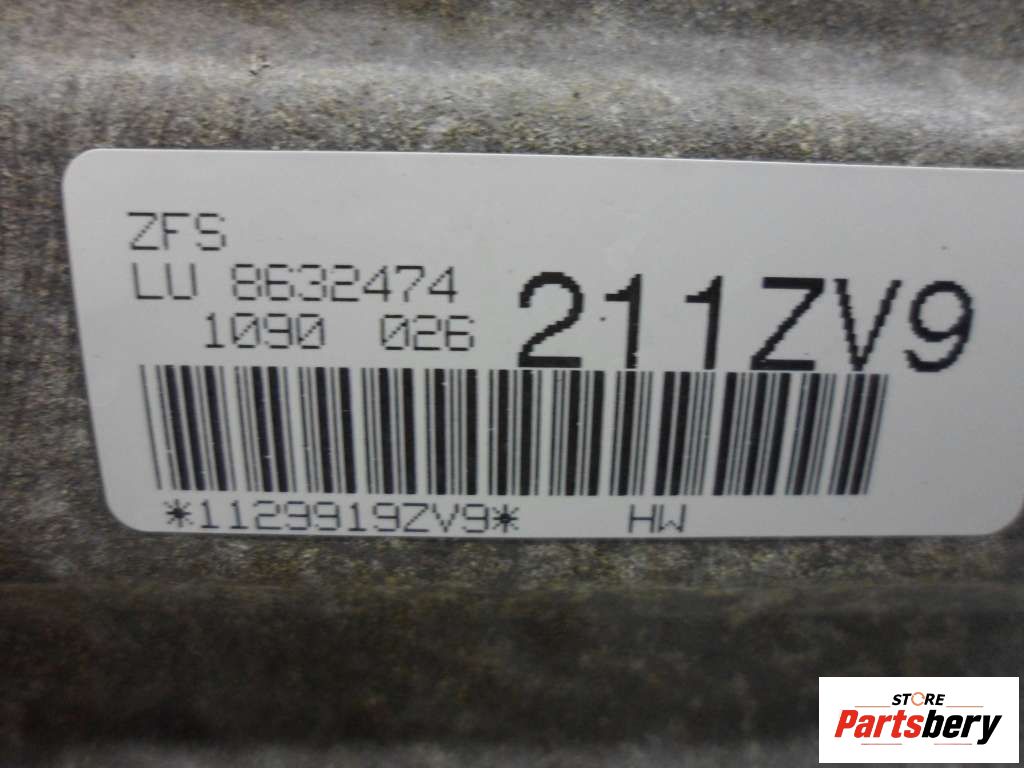 ZFS
LU 8632474
1090 026
211ZV9
*1129919ZV9* HW
STORE
Partsbery